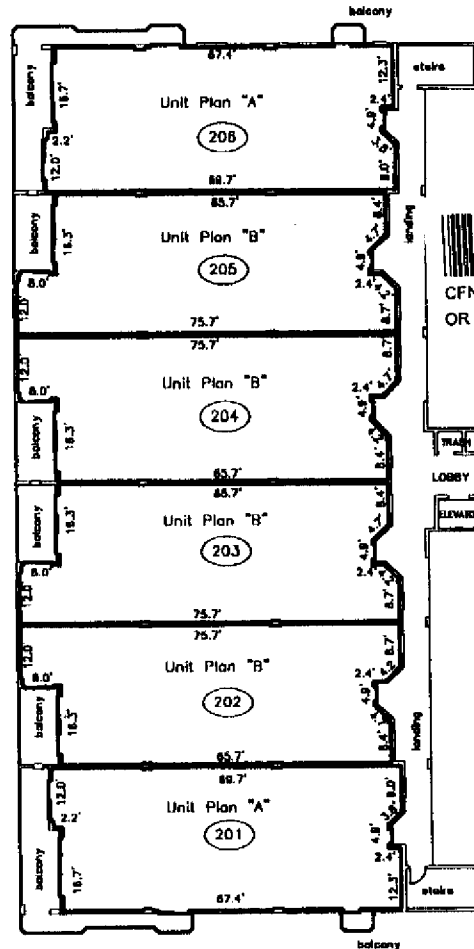 balcony
67.4'
balcony
16.7'
12.3'
stairs
Unit Plan "A"
2.4'
4.9'
206
2.2'
3.8'
12.0'
9.0'
69.7'
65.7'
landing
balcony
16.3'
Unit Plan "B"
8.4'
4.7'
205
4.9'
8.0'
2.4'
CFN
OR
12.0'
8.7'
75.7'
75.7'
12.0'
Unit Plan "B"
8.7'
4.7'
8.0'
204
2.4'
4.9'
balcony
16.3'
8.4'
TRASH
65.7'
LOBBY
65.7'
balcony
16.3'
Unit Plan "B"
8.4'
203
4.9'
8.0'
2.4'
12.0'
8.7'
75.7'
75.7'
12.0'
Unit Plan "B"
8.7'
8.0'
202
2.4'
4.9'
balcony
16.3'
8.4'
landing
65.7'
69.7'
12.0'
9.0'
Unit Plan "A"
2.2'
201
4.9'
2.4'
balcony
16.7'
12.3'
stairs
67.4'
balcony